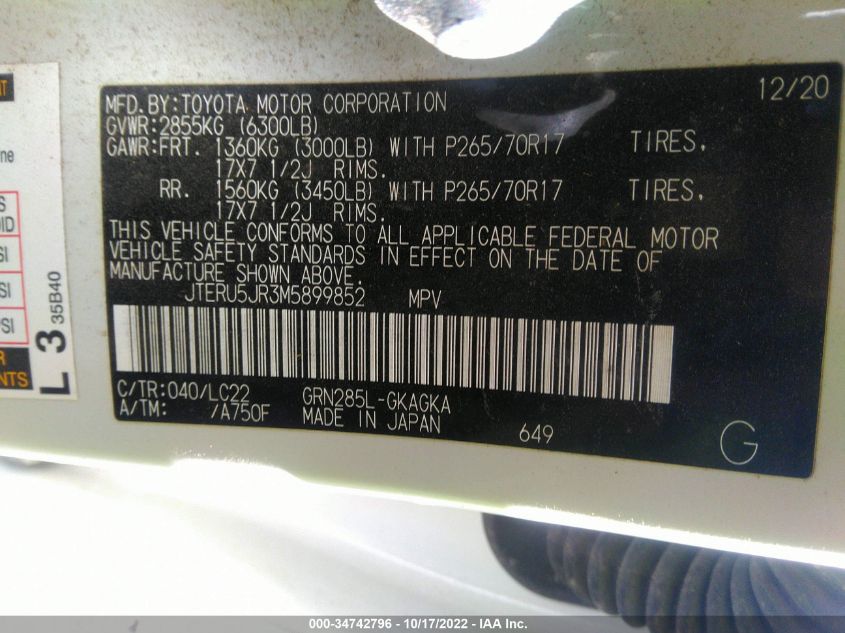 MFD. BY: TOYOTA MOTOR CORPORATION 12/20
GVWR: 2855KG (6300LB)
GAWR: FRT. 1360KG (3000LB) WITH P265/70R17 TIRES,
17X7 1/2J RIMS.
RR. 1560KG (3450LB) WITH P265/70R17 TIRES,
17X7 1/2J RIMS.
THIS VEHICLE CONFORMS TO ALL APPLICABLE FEDERAL MOTOR
VEHICLE SAFETY STANDARDS IN EFFECT ON THE DATE OF
MANUFACTURE SHOWN ABOVE.
JTERU5JR3M5899852 MPV
C/TR: 040/LC22 GRN285L-GKAGKA
A/TM: /A750F MADE IN JAPAN
649
G
L 3 35B40
000-34742796 - 10/17/2022 - IAA Inc.